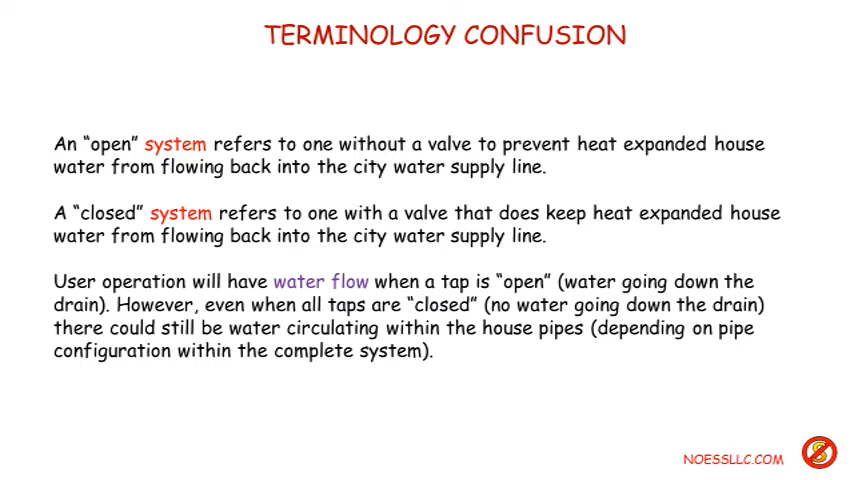 TERMINOLOGY CONFUSION
An “open” system refers to one without a valve to prevent heat expanded house
water from flowing back into the city water supply line.
A “closed” system refers to one with a valve that does keep heat expanded house
water from flowing back into the city water supply line.
User operation will have water flow when a tap is “open” (water going down the
drain). However, even when all taps are “closed” (no water going down the drain)
there could still be water circulating within the house pipes (depending on pipe
configuration within the complete system).
NOESSLLC.COM
S